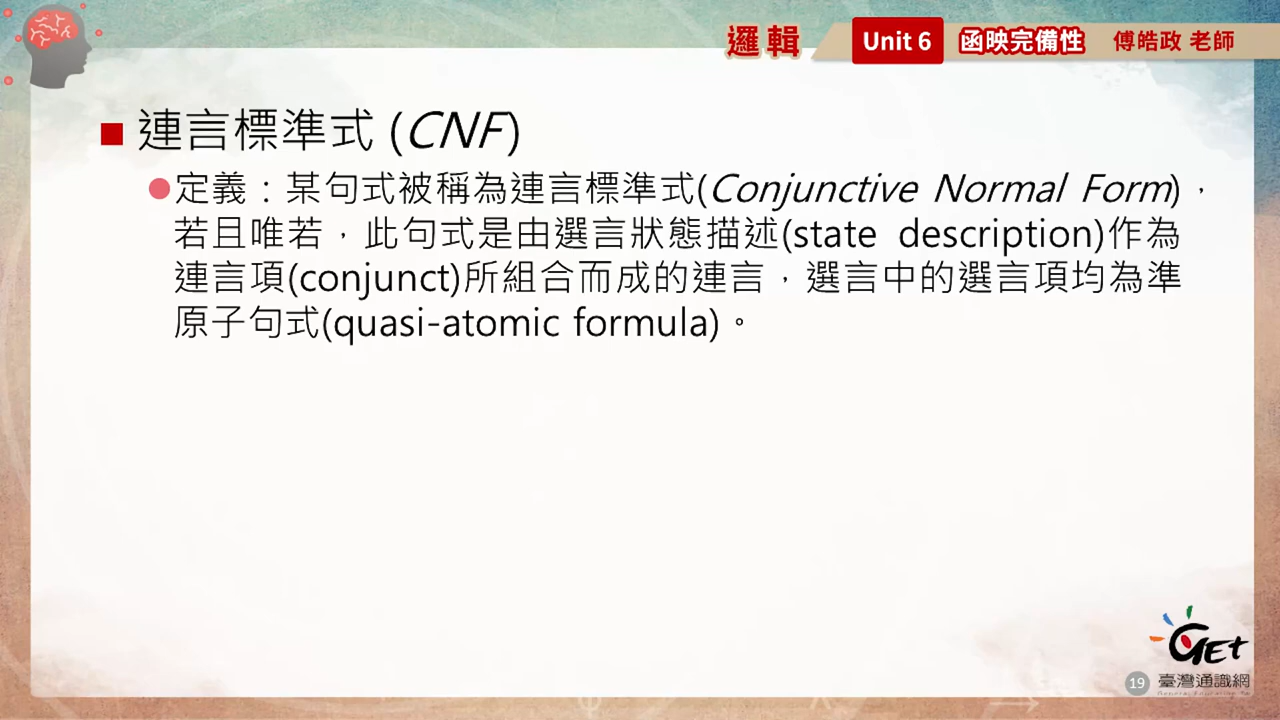 邏輯 Unit 6 函映完備性 傅皓政 老師
■ 連言標準式 (CNF)
●定義：某句式被稱為連言標準式(Conjunctive Normal Form)，
若且唯若，此句式是由選言狀態描述(state description)作為
連言項(conjunct)所組合而成的連言，選言中的選言項均為準
原子句式(quasi-atomic formula)。
GET
19 臺灣通識網